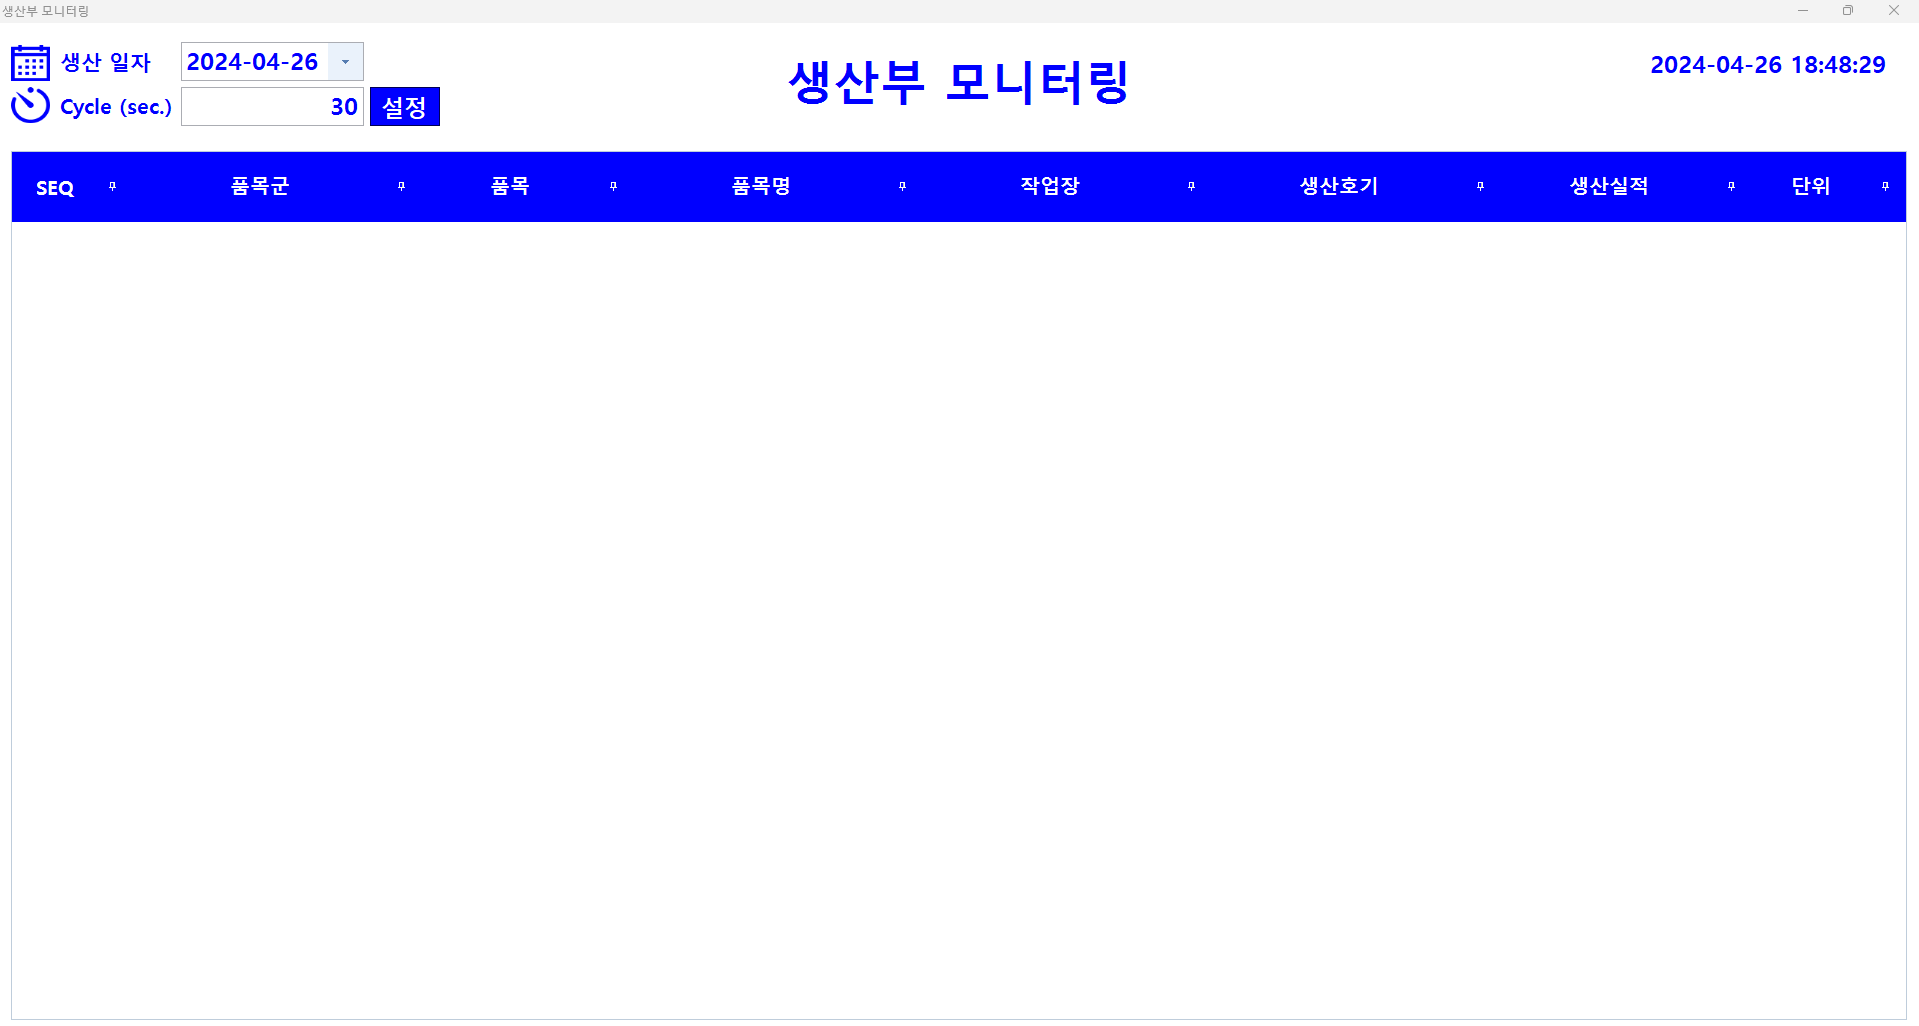 생산부 모니터링
생산 일자 2024-04-26
Cycle (sec.) 30 설정
생산부 모니터링
2024-04-26 18:48:29
SEQ 품목군 품목 품목명 작업장 생산호기 생산실적 단위